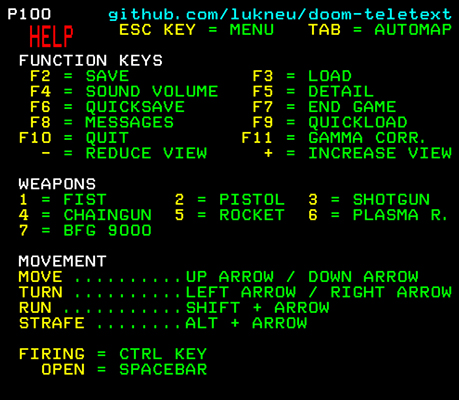 P100 github.com/lukneu/doom-teletext
HELP ESC KEY = MENU TAB = AUTOMAP
FUNCTION KEYS
F2 = SAVE F3 = LOAD
F4 = SOUND VOLUME F5 = DETAIL
F6 = QUICKSAVE F7 = END GAME
F8 = MESSAGES F9 = QUICKLOAD
F10 = QUIT F11 = GAMMA CORR.
- = REDUCE VIEW + = INCREASE VIEW
WEAPONS
1 = FIST 2 = PISTOL 3 = SHOTGUN
4 = CHAINGUN 5 = ROCKET 6 = PLASMA R.
7 = BFG 9000
MOVEMENT
MOVE ..........UP ARROW / DOWN ARROW
TURN ..........LEFT ARROW / RIGHT ARROW
RUN ...........SHIFT + ARROW
STRAFE ........ALT + ARROW
FIRING = CTRL KEY
OPEN = SPACEBAR